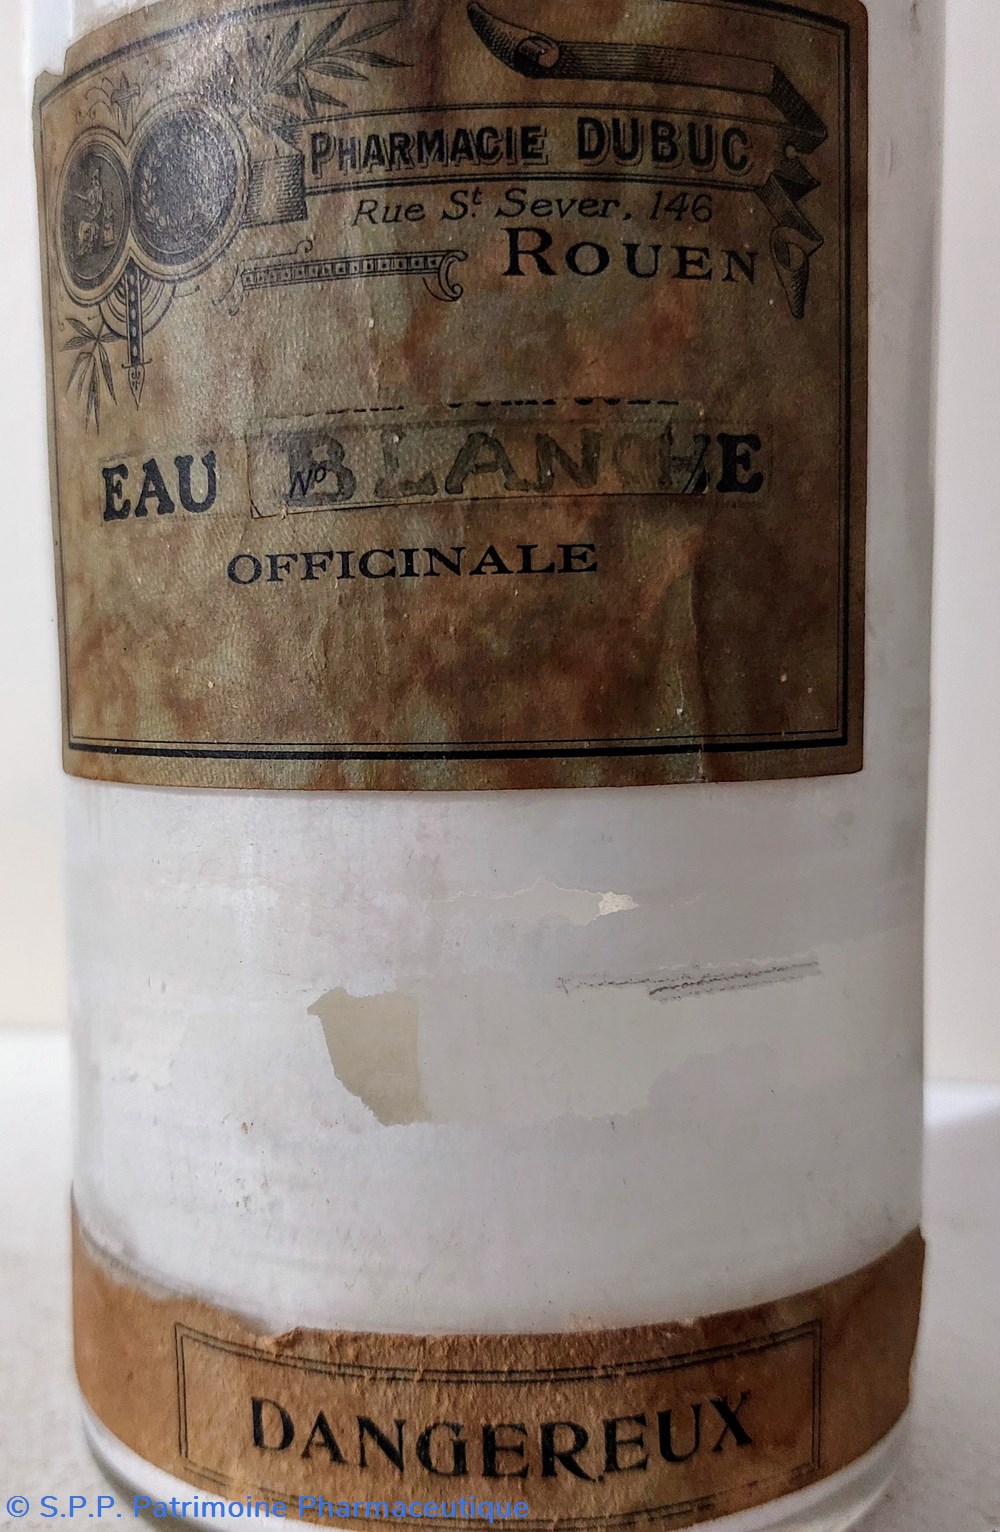 PHARMACIE DUBUC
Rue St Sever, 146
ROUEN
EAU BLANCHE
No
OFFICINALE
DANGEREUX
© S.P.P. Patrimoine Pharmaceutique